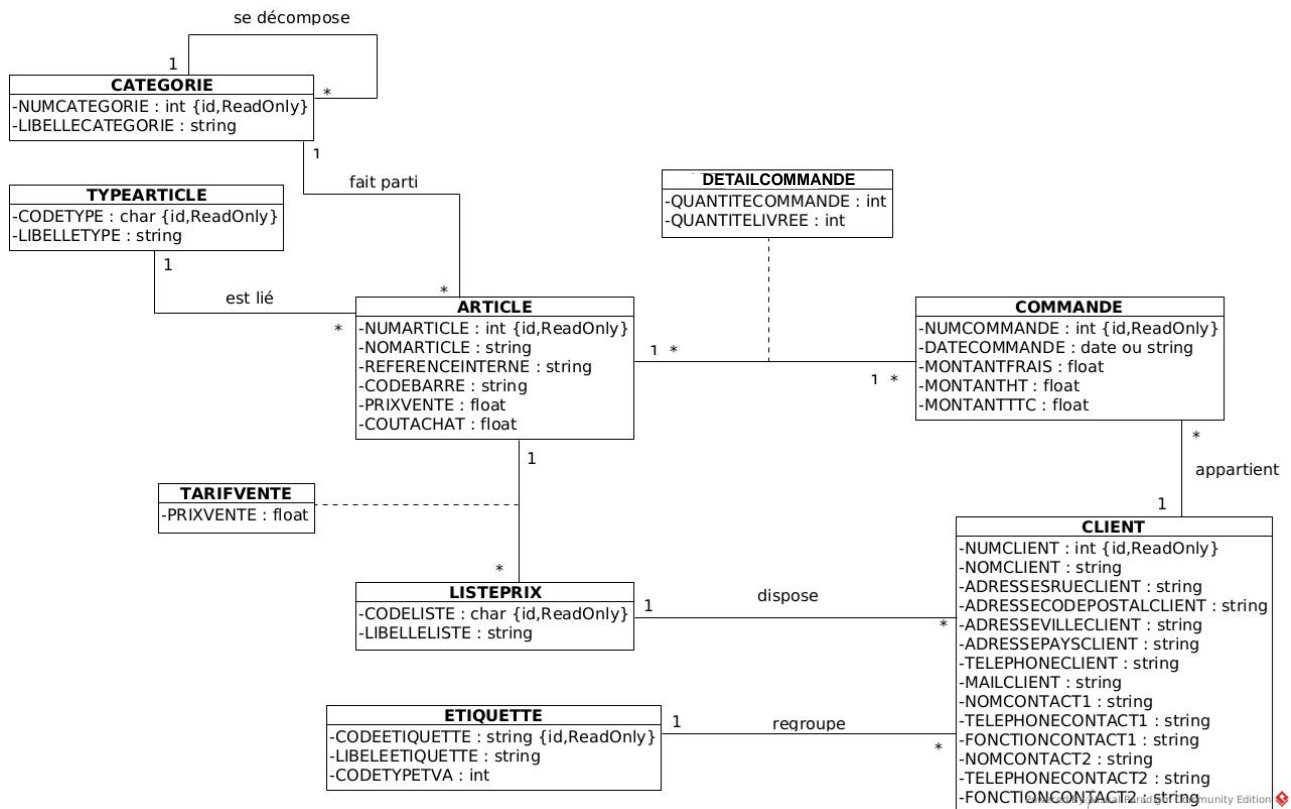 se décompose
1
*
CATEGORIE
-NUMCATEGORIE : int {id,ReadOnly}
-LIBELLECATEGORIE : string
1
fait parti
*
TYPEARTICLE
-CODETYPE : char {id,ReadOnly}
-LIBELLETYPE : string
1
est lié
*
DETAILCOMMANDE
-QUANTITECOMMANDE : int
-QUANTITELIVREE : int
ARTICLE
-NUMARTICLE : int {id,ReadOnly}
-NOMARTICLE : string
-REFERENCEINTERNE : string
-CODEBARRE : string
-PRIXVENTE : float
-COUTACHAT : float
1 *
1 *
COMMANDE
-NUMCOMMANDE : int {id,ReadOnly}
-DATECOMMANDE : date ou string
-MONTANTFRAIS : float
-MONTANTHT : float
-MONTANTTTC : float
*
appartient
1
1
TARIFVENTE
-PRIXVENTE : float
*
LISTEPRIX
-CODELISTE : char {id,ReadOnly}
-LIBELLELISTE : string
1
dispose
*
CLIENT
-NUMCLIENT : int {id,ReadOnly}
-NOMCLIENT : string
-ADRESSESRUECLIENT : string
-ADRESSECODEPOSTALCLIENT : string
-ADRESSEVILLECLIENT : string
-ADRESSEPAYSCLIENT : string
-TELEPHONECLIENT : string
-MAILCLIENT : string
-NOMCONTACT1 : string
-TELEPHONECONTACT1 : string
-FONCTIONCONTACT1 : string
-NOMCONTACT2 : string
-TELEPHONECONTACT2 : string
-FONCTIONCONTACT2 : string
ETIQUETTE
-CODEETIQUETTE : string {id,ReadOnly}
-LIBELEETIQUETTE : string
-CODETYPETVA : int
1
regroupe
*
Community Edition